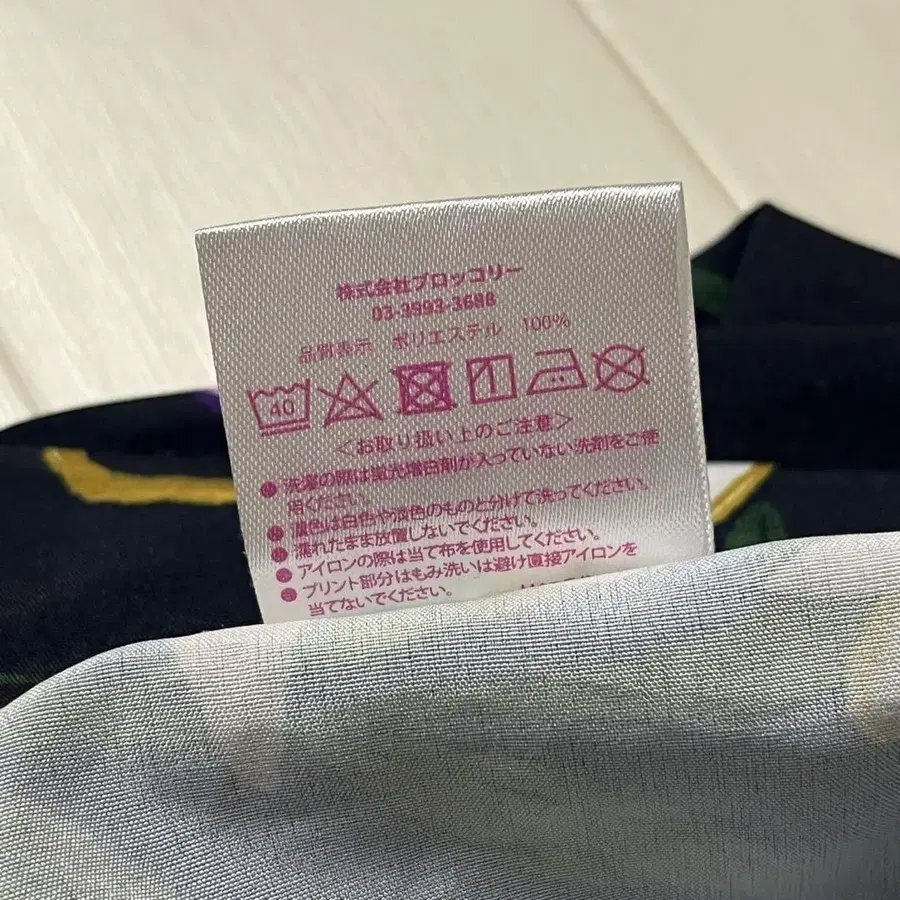 株式会社ブロッコリー
03-3993-3688
品質表示 ポリエステル 100%
40
<お取り扱い上のご注意>
●洗濯の際は蛍光増白剤が入っていない洗剤をご使
用ください。
●濃色は白色や淡色のものと分けて洗ってください。
●濡れたまま放置しないでください。
●アイロンの際は当て布を使用してください。
●プリント部分はもみ洗いは避け直接アイロンを
当てないでください。